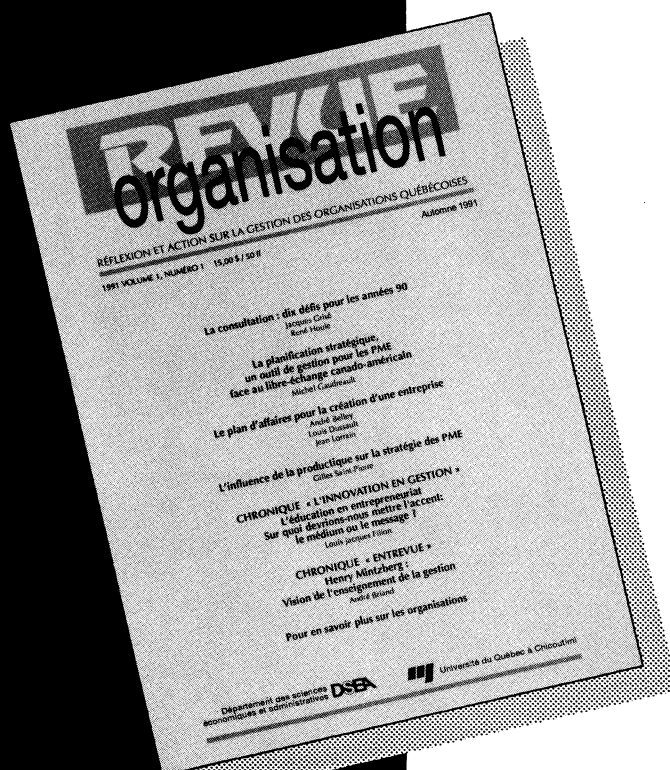 REVUE
organisation
RÉFLEXION ET ACTION SUR LA GESTION DES ORGANISATIONS QUÉBÉCOISES
1991 VOLUME 1, NUMÉRO 1 15,00 $ / 50 ff
Automne 1991
La consultation : dix défis pour les années 90
Jacques Grisé
René Houle
La planification stratégique,
un outil de gestion pour les PME
face au libre-échange canado-américain
Michel Gaudreault
Le plan d'affaires pour la création d'une entreprise
André Belley
Louis Dussault
Jean Lorrain
L'influence de la productique sur la stratégie des PME
Gilles Saint-Pierre
CHRONIQUE « L'INNOVATION EN GESTION »
L'éducation en entrepreneuriat
Sur quoi devrions-nous mettre l'accent:
le médium ou le message ?
Louis Jacques Filion
CHRONIQUE « ENTREVUE »
Henry Mintzberg :
Vision de l'enseignement de la gestion
André Briand
Pour en savoir plus sur les organisations
Département des sciences
économiques et administratives
DSEA
Université du Québec à Chicoutimi